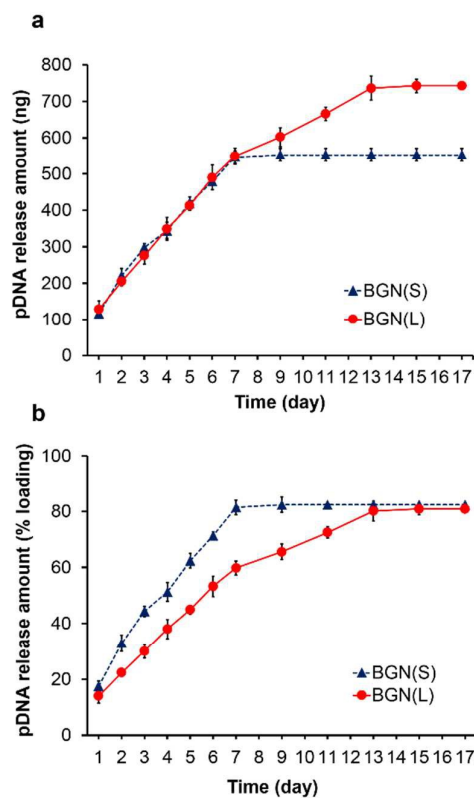 a
800
700
600
500
400
300
200
100
0
pDNA release amount (ng)
BGN(S)
BGN(L)
1 2 3 4 5 6 7 8 9 10 11 12 13 14 15 16 17
Time (day)
b
100
80
60
40
20
0
pDNA release amount (% loading)
BGN(S)
BGN(L)
1 2 3 4 5 6 7 8 9 10 11 12 13 14 15 16 17
Time (day)